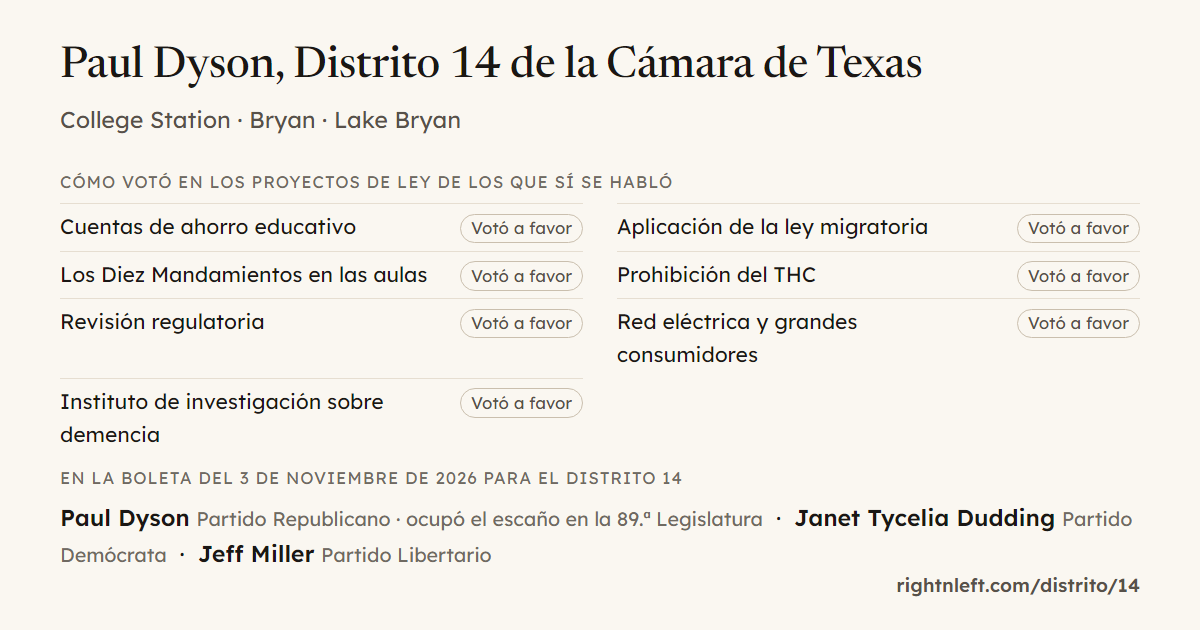 Paul Dyson, Distrito 14 de la Cámara de Texas
College Station · Bryan · Lake Bryan
CÓMO VOTÓ EN LOS PROYECTOS DE LEY DE LOS QUE SÍ SE HABLÓ
Cuentas de ahorro educativo Votó a favor
Aplicación de la ley migratoria Votó a favor
Los Diez Mandamientos en las aulas Votó a favor
Prohibición del THC Votó a favor
Revisión regulatoria Votó a favor
Red eléctrica y grandes Votó a favor
consumidores
Instituto de investigación sobre Votó a favor
demencia
EN LA BOLETA DEL 3 DE NOVIEMBRE DE 2026 PARA EL DISTRITO 14
Paul Dyson Partido Republicano · ocupó el escaño en la 89.ª Legislatura · Janet Tycelia Dudding Partido
Demócrata · Jeff Miller Partido Libertario
rightnleft.com/distrito/14